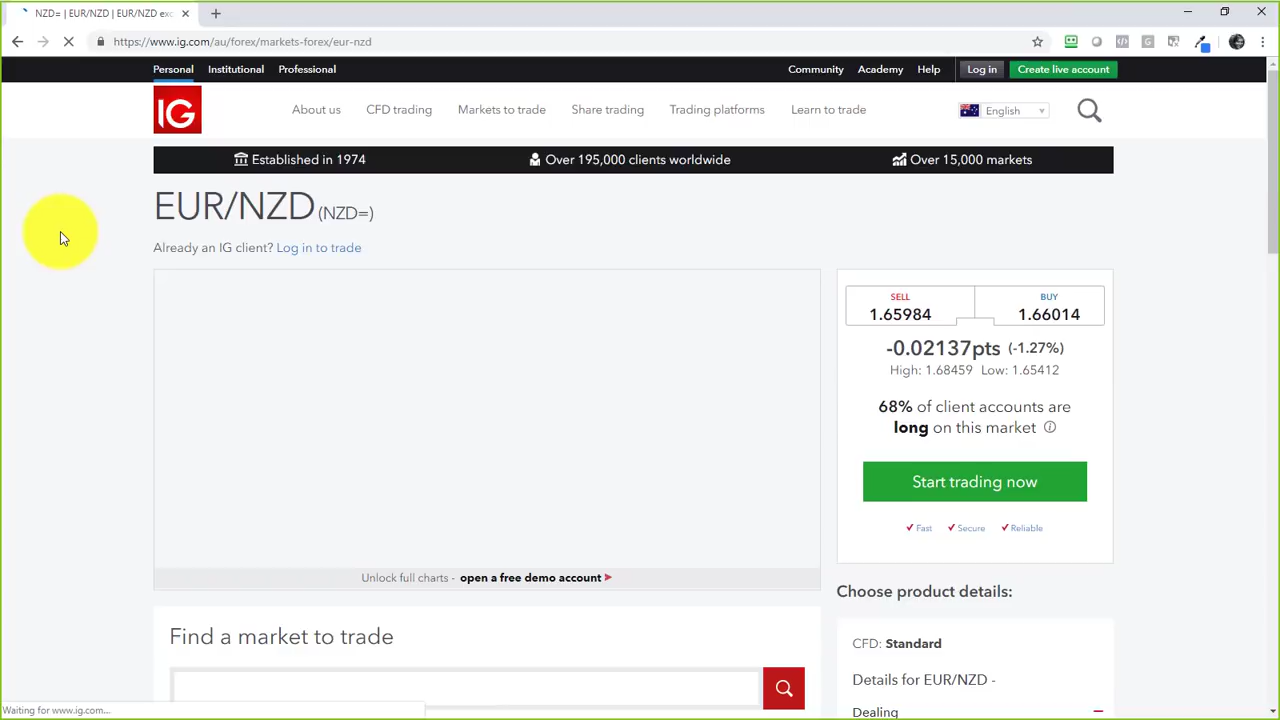 NZD= | EUR/NZD | EUR/NZD exc
https://www.ig.com/au/forex/markets-forex/eur-nzd
Personal Institutional Professional Community Academy Help Log in Create live account
IG About us CFD trading Markets to trade Share trading Trading platforms Learn to trade English
Established in 1974 Over 195,000 clients worldwide Over 15,000 markets
EUR/NZD (NZD=)
Already an IG client? Log in to trade
SELL BUY
1.65984 1.66014
-0.02137pts (-1.27%)
High: 1.68459 Low: 1.65412
68% of client accounts are
long on this market
Start trading now
Fast Secure Reliable
Unlock full charts - open a free demo account
Choose product details:
Find a market to trade
CFD: Standard
Details for EUR/NZD -
Dealing
Waiting for www.ig.com...